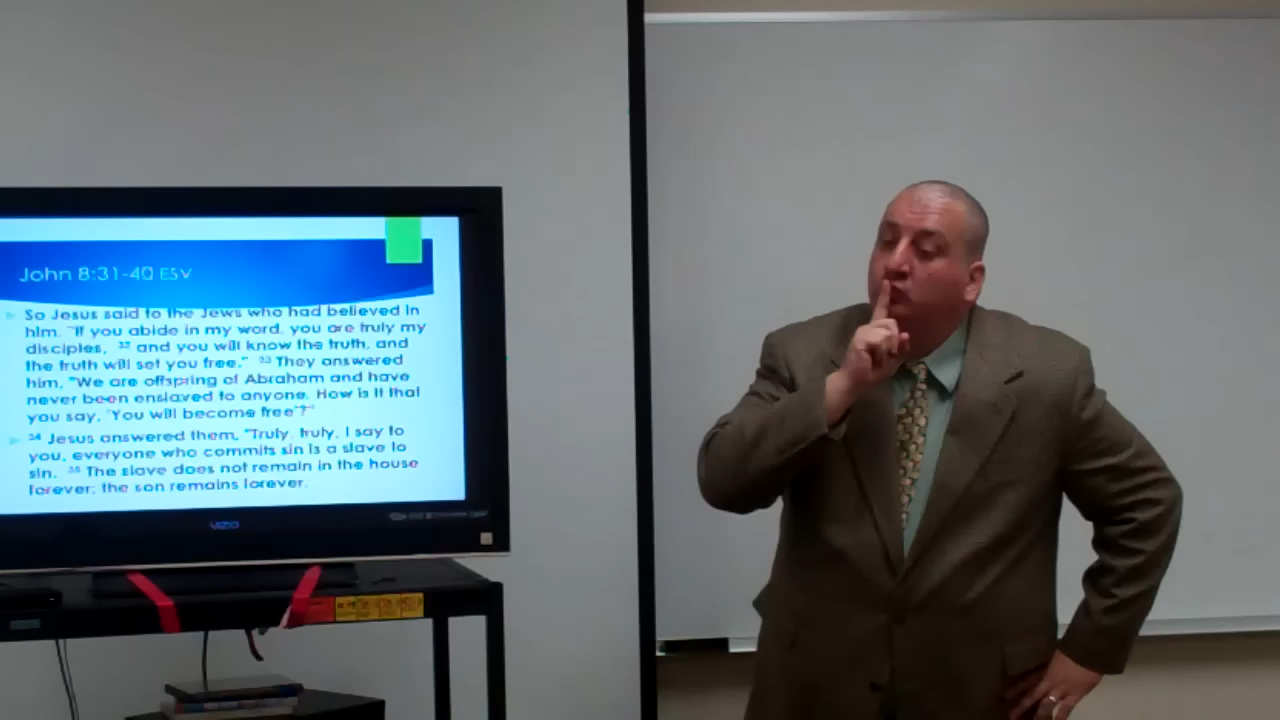 John 8:31-40 ESV
So Jesus said to the Jews who had believed in
him, "If you abide in my word, you are truly my
disciples, 32 and you will know the truth, and
the truth will set you free." 33 They answered
him, "We are offspring of Abraham and have
never been enslaved to anyone. How is it that
you say, 'You will become free'?"
34 Jesus answered them, "Truly, truly, I say to
you, everyone who commits sin is a slave to
sin. 35 The slave does not remain in the house
forever; the son remains forever.
VIZIO